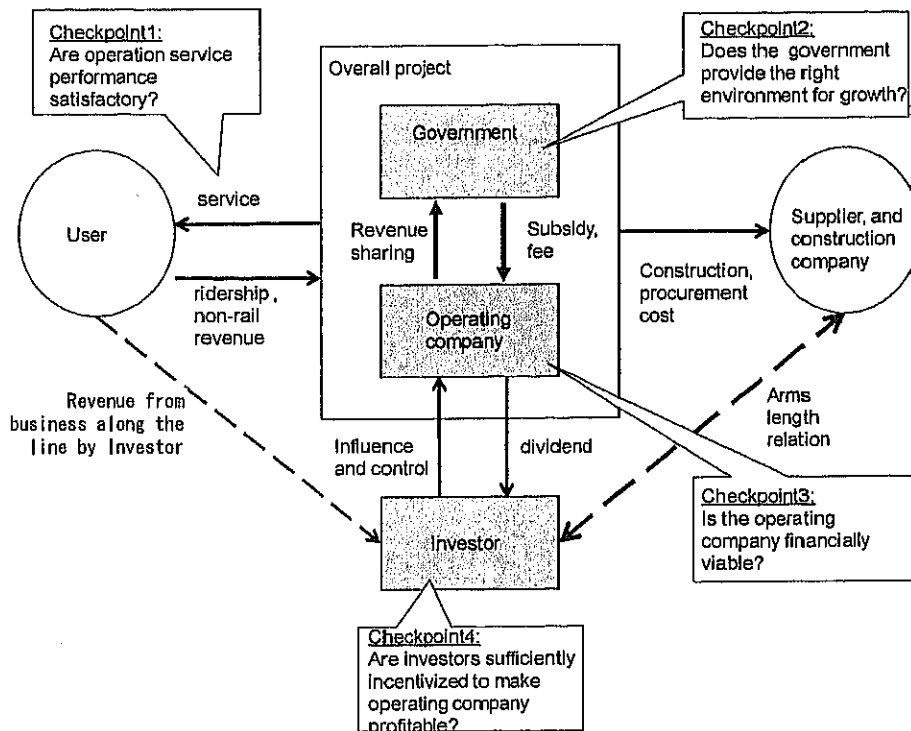 Checkpoint1:
Are operation service
performance
satisfactory?
Checkpoint2:
Does the government
provide the right
environment for growth?
Overall project
Government
service
User
Revenue
sharing
Subsidy,
fee
Supplier, and
construction
company
ridership,
non-rail
revenue
Construction,
procurement
cost
Operating
company
Revenue from
business along the
line by Investor
Arms
length
relation
Influence
and control
dividend
Checkpoint3:
Is the operating
company financially
viable?
Investor
Checkpoint4:
Are investors sufficiently
incentivized to make
operating company
profitable?